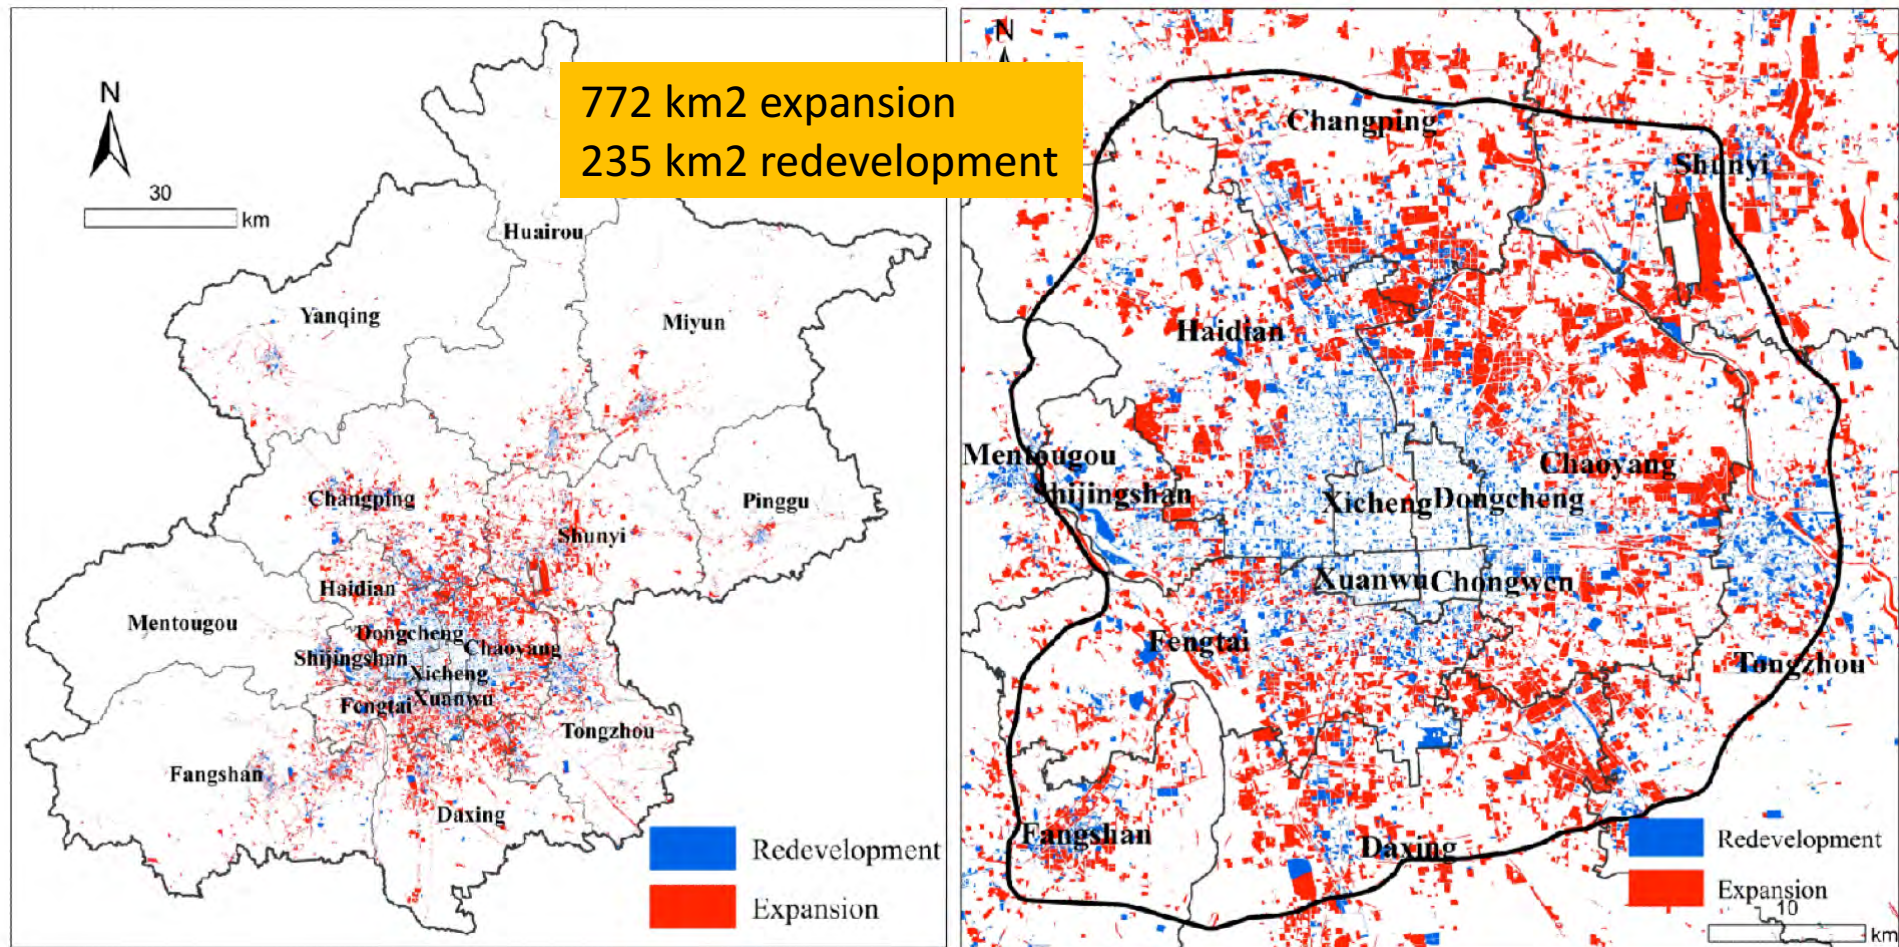 772 km2 expansion
235 km2 redevelopment
N
30
km
Huairou
Yanqing
Miyun
Changping
Pinggu
Shunyi
Haidian
Mentougou
Dongcheng
Chaoyang
Shijingshan
Xicheng
Fengtai
Xuanwu
Tongzhou
Fangshan
Daxing
Redevelopment
Expansion
N
Changping
Shunyi
Haidian
Mentougou
Chaoyang
Shijingshan
Xicheng
Dongcheng
Xuanwu
Chongwen
Fengtai
Tongzhou
Fangshan
Daxing
Redevelopment
Expansion
10
km